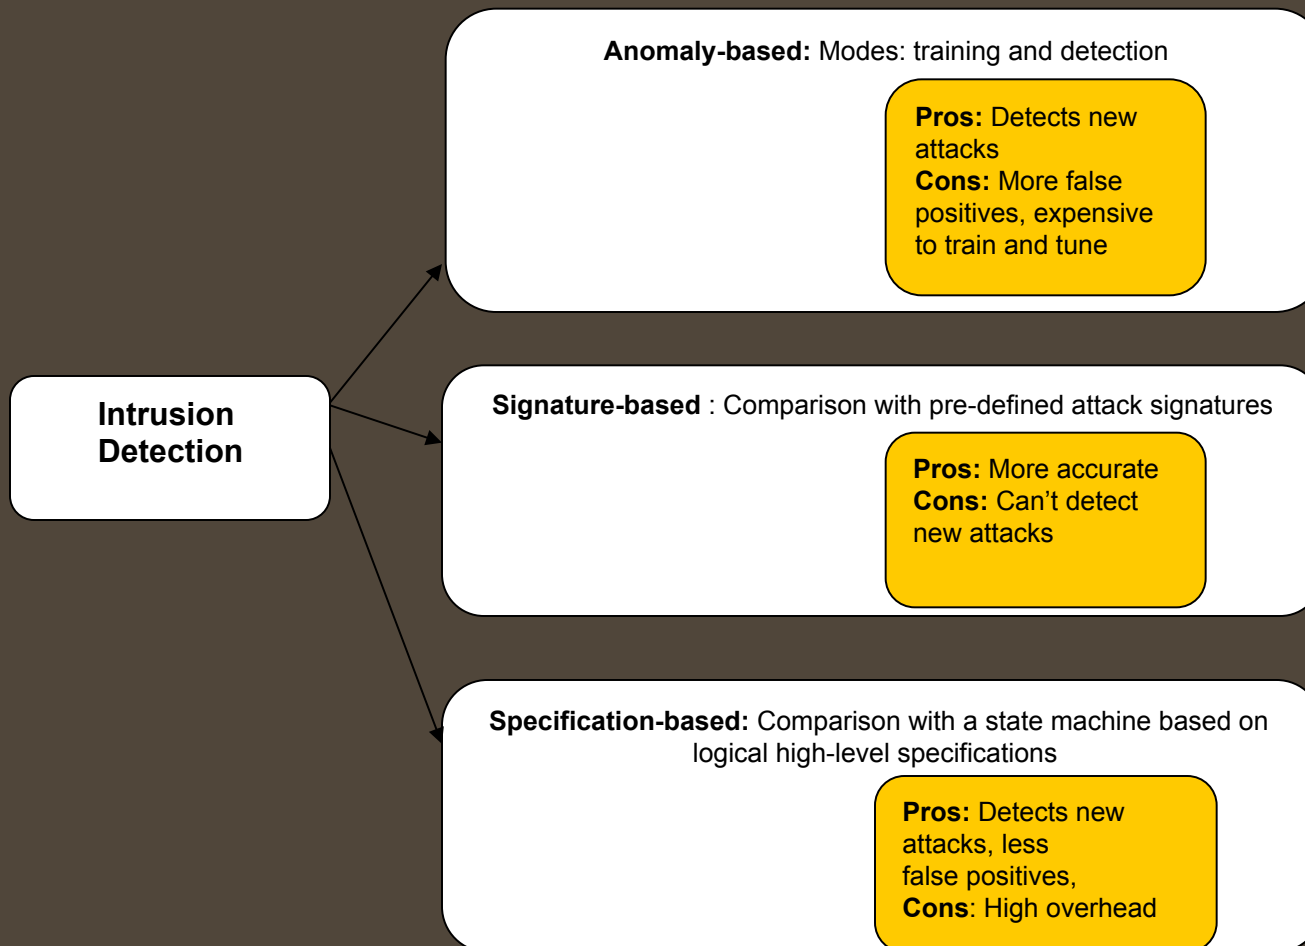 Anomaly-based: Modes: training and detection
Pros: Detects new
attacks
Cons: More false
positives, expensive
to train and tune
Intrusion
Detection
Signature-based : Comparison with pre-defined attack signatures
Pros: More accurate
Cons: Can’t detect
new attacks
Specification-based: Comparison with a state machine based on
logical high-level specifications
Pros: Detects new
attacks, less
false positives,
Cons: High overhead